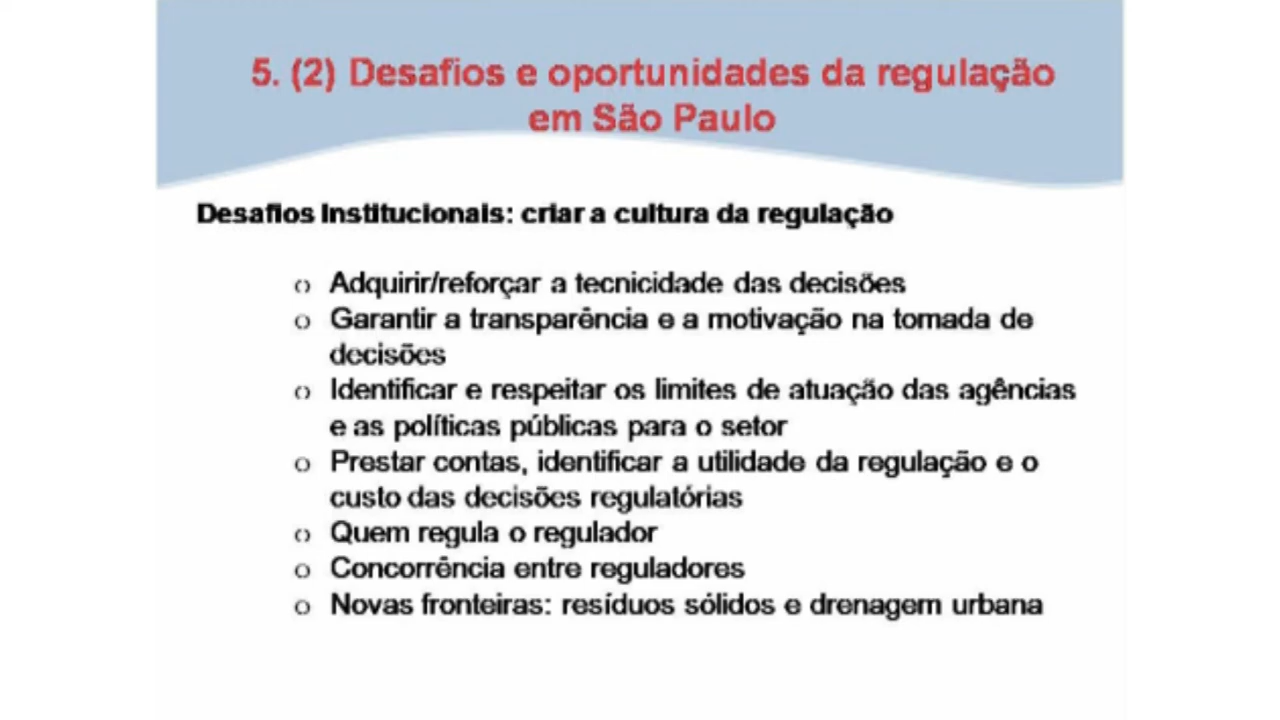 5. (2) Desafios e oportunidades da regulação
em São Paulo
Desafios Institucionais: criar a cultura da regulação
o Adquirir/reforçar a tecnicidade das decisões
o Garantir a transparência e a motivação na tomada de
decisões
o Identificar e respeitar os limites de atuação das agências
e as políticas públicas para o setor
o Prestar contas, identificar a utilidade da regulação e o
custo das decisões regulatórias
o Quem regula o regulador
o Concorrência entre reguladores
o Novas fronteiras: resíduos sólidos e drenagem urbana